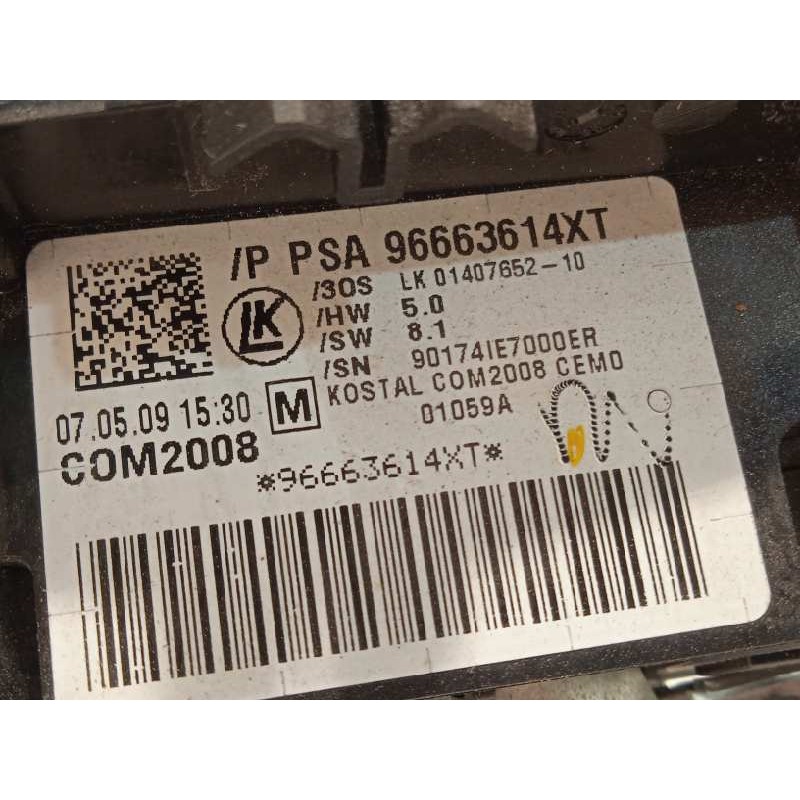 /P PSA 96663614XT
/3OS LK 01407652-10
/HW 5.0
/SW 8.1
/SN 90174IE7000ER
LK
07.05.09 15:30 M KOSTAL COM2008 CEM0
COM2008 01059A
*96663614XT*